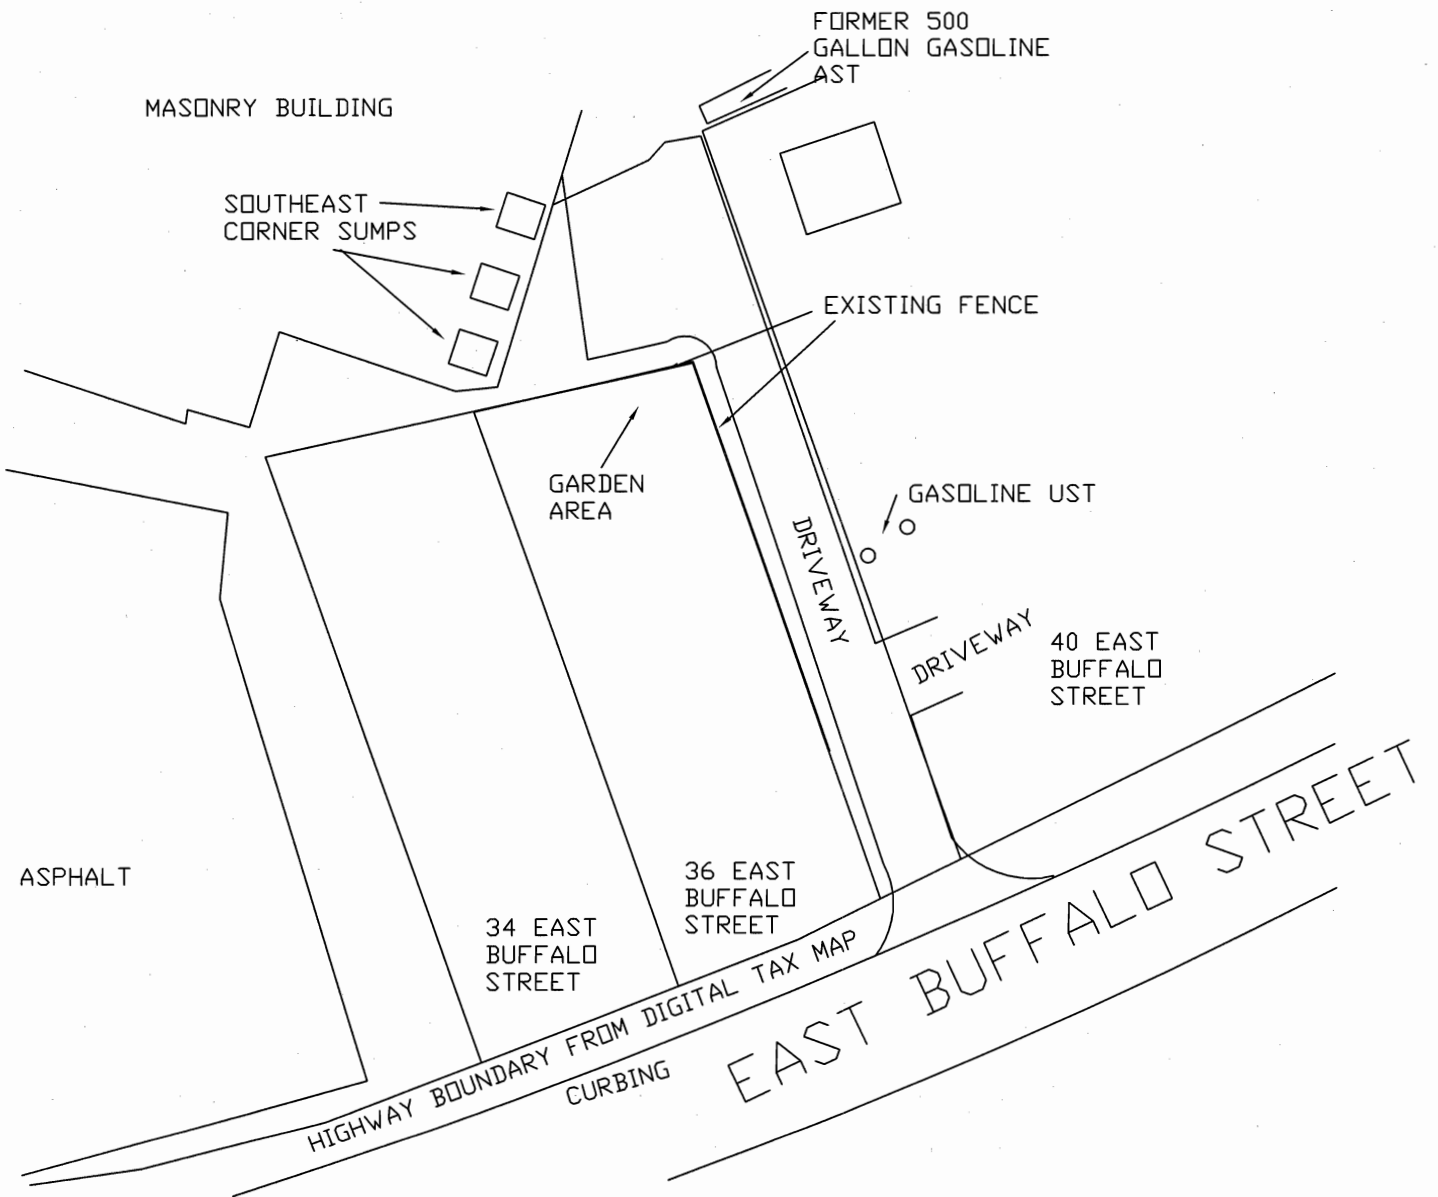 FORMER 500
GALLON GASOLINE
AST
MASONRY BUILDING
SOUTHEAST
CORNER SUMPS
EXISTING FENCE
GARDEN
AREA
GASOLINE UST
DRIVEWAY
DRIVEWAY
40 EAST
BUFFALO
STREET
ASPHALT
36 EAST
BUFFALO
STREET
34 EAST
BUFFALO
STREET
HIGHWAY BOUNDARY FROM DIGITAL TAX MAP
CURBING
EAST BUFFALO STREET